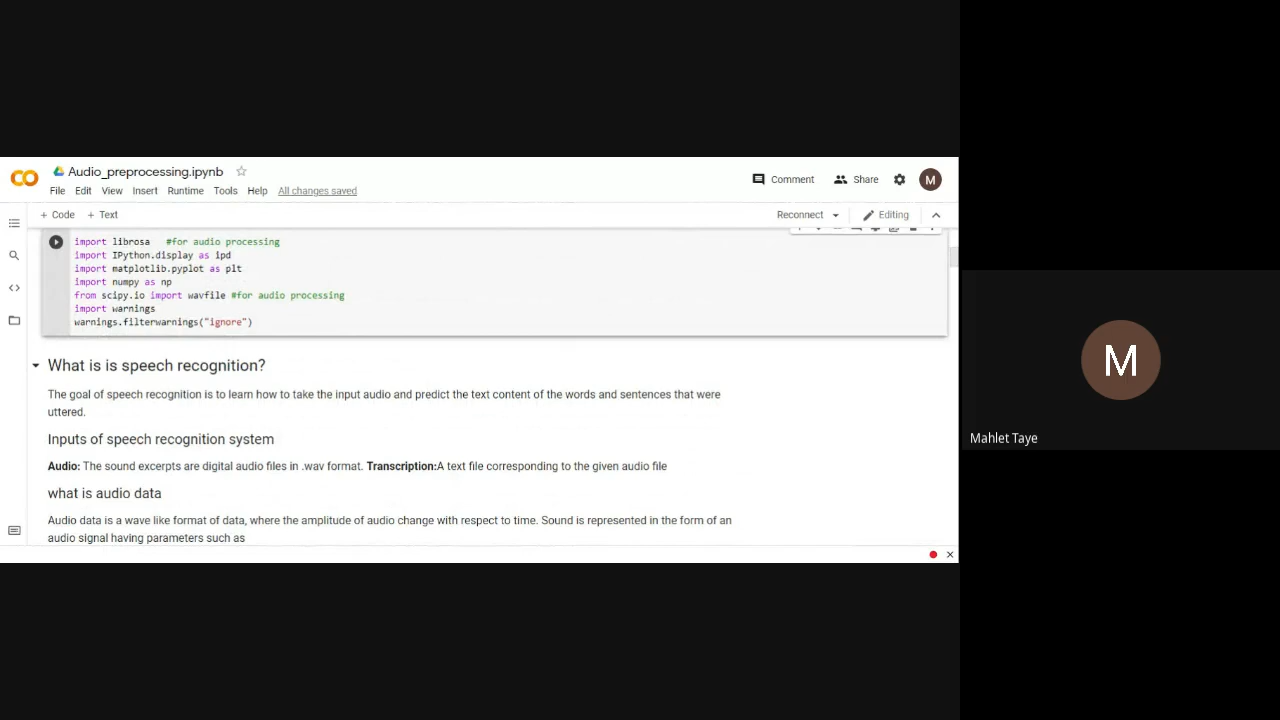 Audio_preprocessing.ipynb
File Edit View Insert Runtime Tools Help All changes saved
Comment Share M
+ Code + Text
Reconnect Editing
import librosa #for audio processing
import IPython.display as ipd
import matplotlib.pyplot as plt
import numpy as np
from scipy.io import wavfile #for audio processing
import warnings
warnings.filterwarnings("ignore")
What is is speech recognition?
The goal of speech recognition is to learn how to take the input audio and predict the text content of the words and sentences that were
uttered.
Inputs of speech recognition system
Audio: The sound excerpts are digital audio files in .wav format. Transcription:A text file corresponding to the given audio file
what is audio data
Audio data is a wave like format of data, where the amplitude of audio change with respect to time. Sound is represented in the form of an
audio signal having parameters such as
M
Mahlet Taye